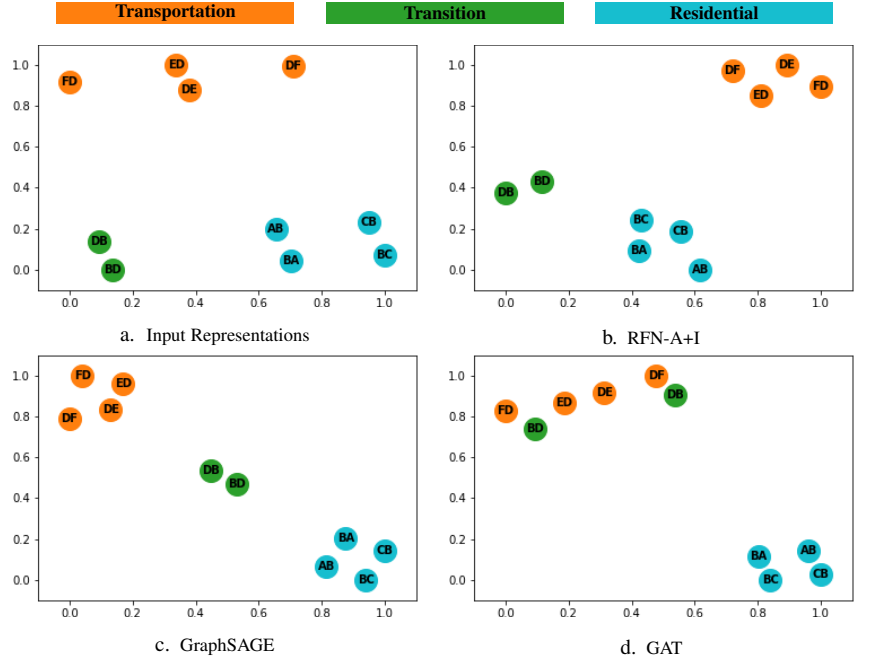 Transportation Transition Residential
1.0
0.8
0.6
0.4
0.2
0.0
FD ED DE DF
DB BD AB BA CB BC
0.0 0.2 0.4 0.6 0.8 1.0
a. Input Representations
1.0
0.8
0.6
0.4
0.2
0.0
DF ED DE FD
DB BD BC BA CB AB
0.0 0.2 0.4 0.6 0.8 1.0
b. RFN-A+I
1.0
0.8
0.6
0.4
0.2
0.0
FD ED DF DE
DB BD
BA CB AB BC
0.0 0.2 0.4 0.6 0.8 1.0
c. GraphSAGE
1.0
0.8
0.6
0.4
0.2
0.0
FD BD ED DE DF DB
BA AB BC CB
0.0 0.2 0.4 0.6 0.8 1.0
d. GAT